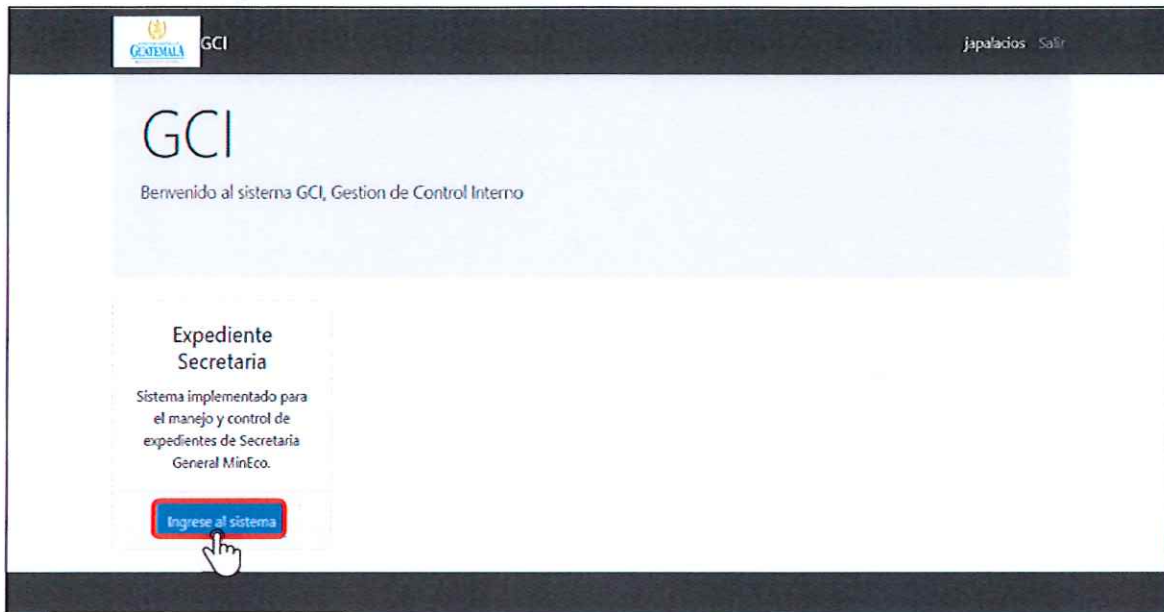 GUATEMALA
GCI
japalacios Salir
GCI
Benvenido al sistema GCI, Gestion de Control Interno
Expediente
Secretaria
Sistema implementado para
el manejo y control de
expedientes de Secretaria
General MinEco.
Ingrese al sistema